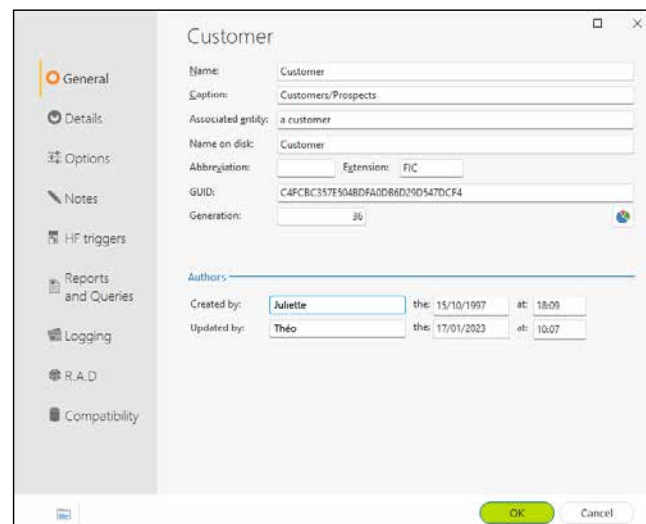 Customer
General
Details
Options
Notes
HF triggers
Reports
and Queries
Logging
R.A.D
Compatibility
Name: Customer
Caption: Customers/Prospects
Associated entity: a customer
Name on disk: Customer
Abbreviation: Extension: FIC
GUID: C4FCBC357E504BDFA0DB6D29D547DCF4
Generation: 36
Authors
Created by: Juliette the: 15/10/1997 at: 18:09
Updated by: Théo the: 17/01/2023 at: 10:07
OK Cancel